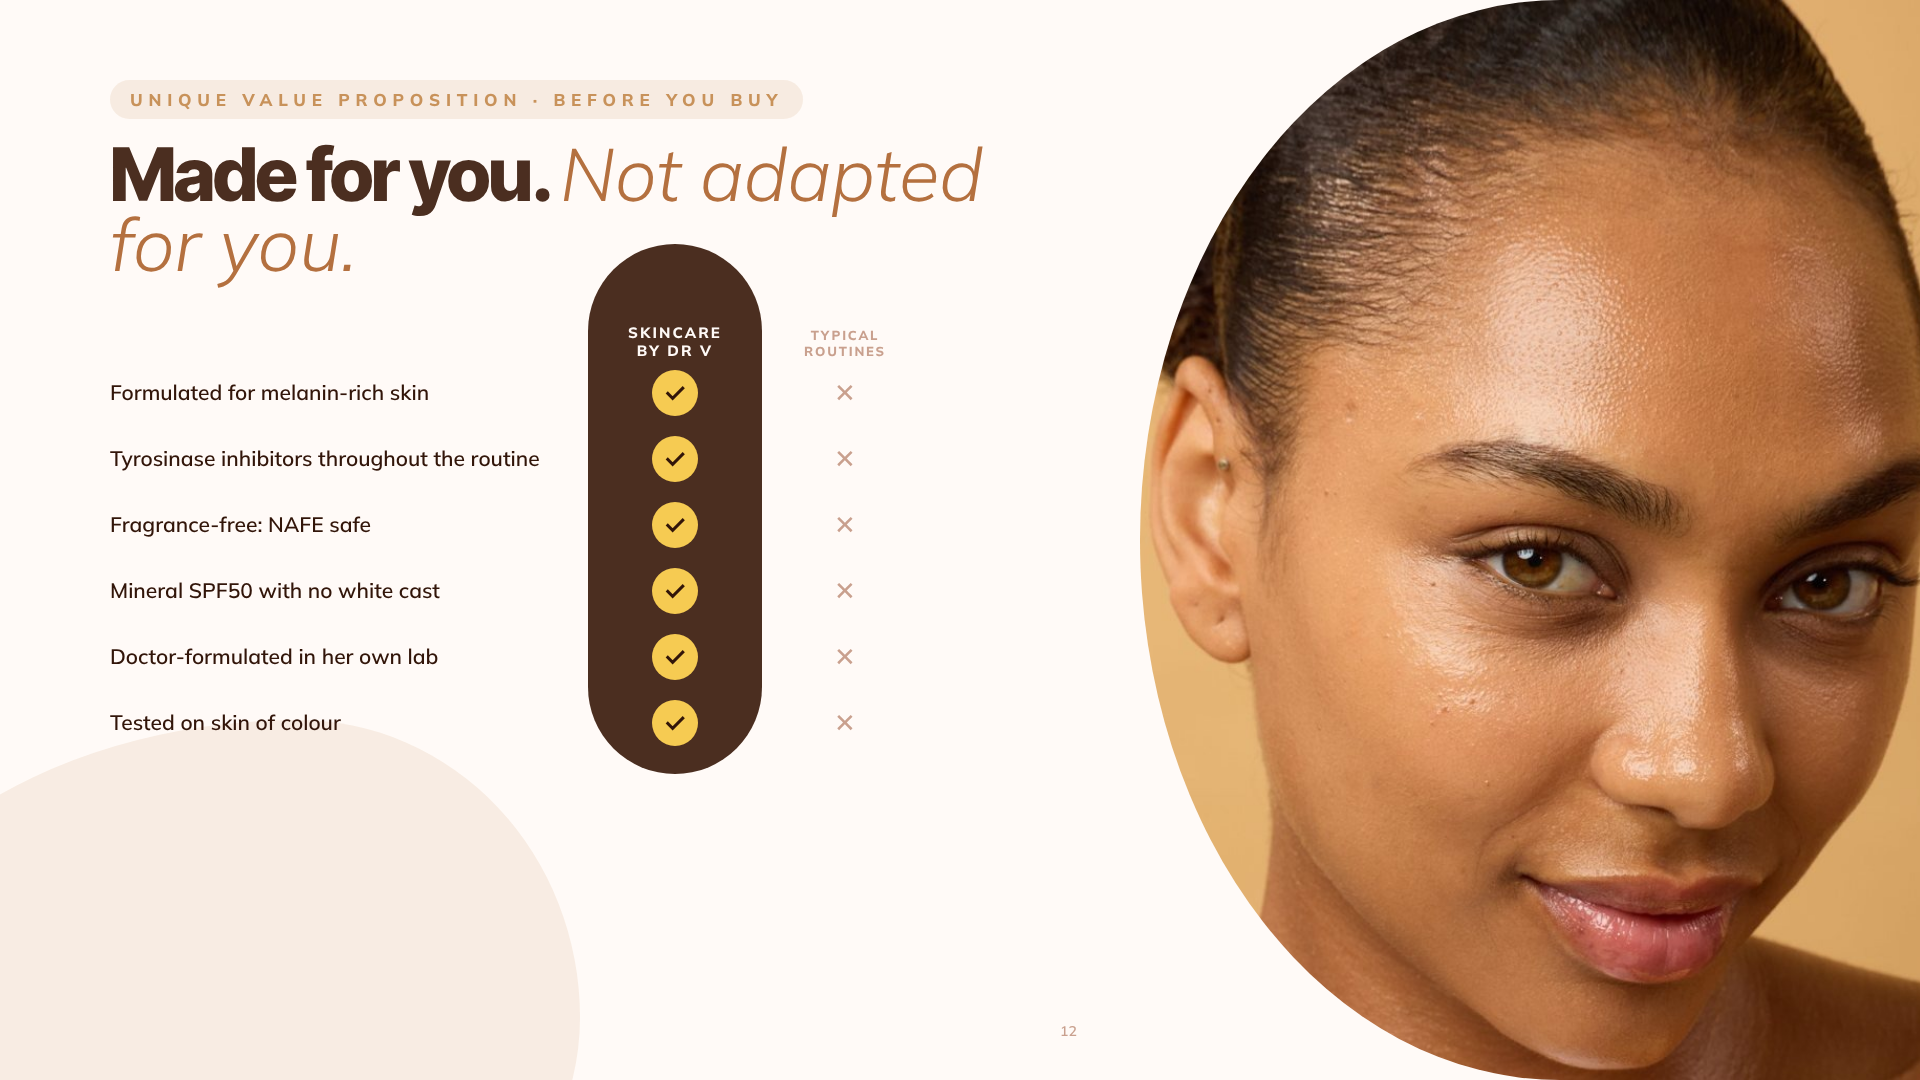 UNIQUE VALUE PROPOSITION · BEFORE YOU BUY
Made for you. Not adapted
for you.
SKINCARE
BY DR V
TYPICAL
ROUTINES
Formulated for melanin-rich skin
Tyrosinase inhibitors throughout the routine
Fragrance-free: NAFE safe
Mineral SPF50 with no white cast
Doctor-formulated in her own lab
Tested on skin of colour
12